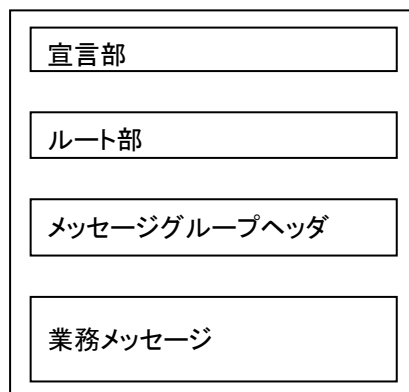 宣言部
ルート部
メッセージグループヘッダ
業務メッセージ